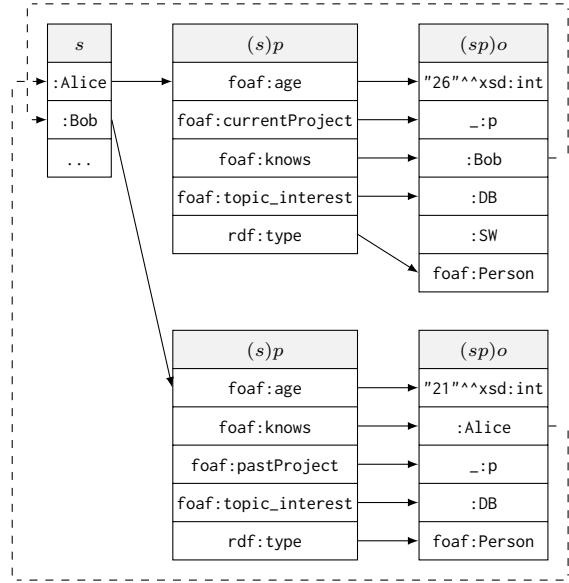 s (s)p (sp)o
:Alice foaf:age "26"^^xsd:int
:Bob foaf:currentProject _:p
... foaf:knows :Bob
foaf:topic_interest :DB
rdf:type :SW
foaf:Person
(s)p (sp)o
foaf:age "21"^^xsd:int
foaf:knows :Alice
foaf:pastProject _:p
foaf:topic_interest :DB
rdf:type foaf:Person